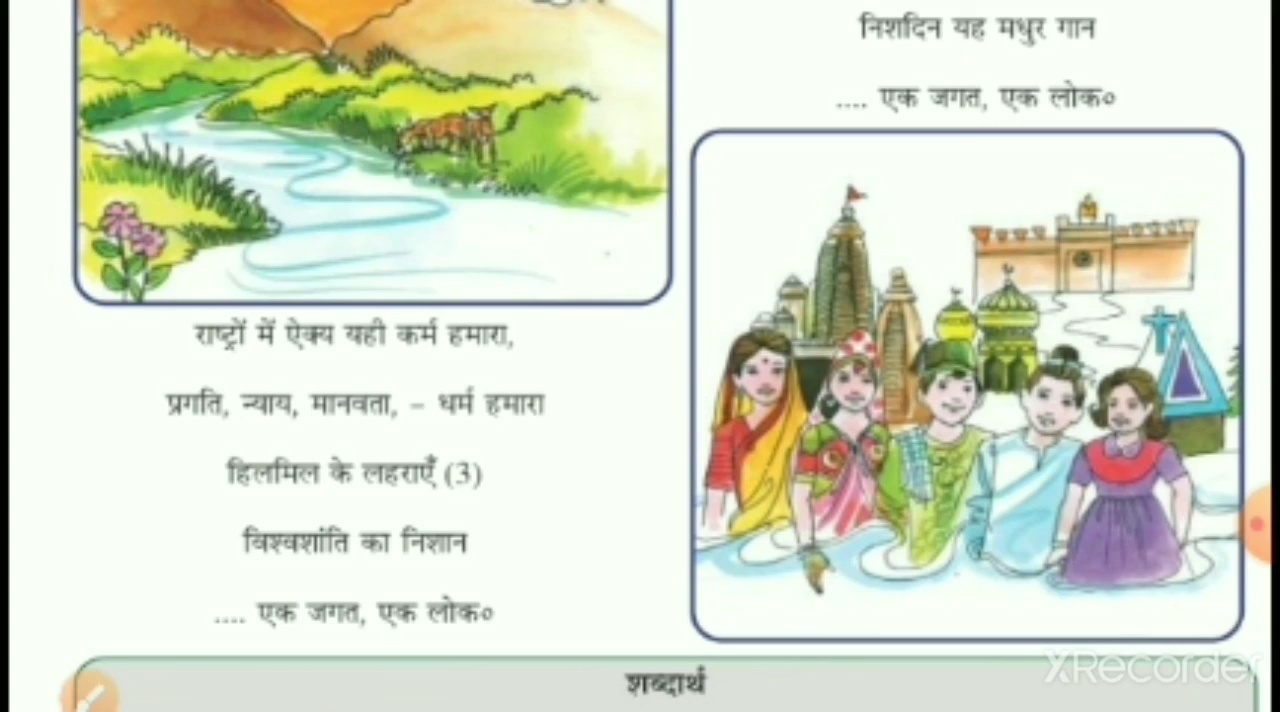 राष्ट्रों में ऐक्य यही कर्म हमारा,
प्रगति, न्याय, मानवता, – धर्म हमारा
हिलमिल के लहराएँ (3)
विश्वशांति का निशान
.... एक जगत, एक लोक०
निशदिन यह मधुर गान
.... एक जगत, एक लोक०
शब्दार्थ
XRecorder